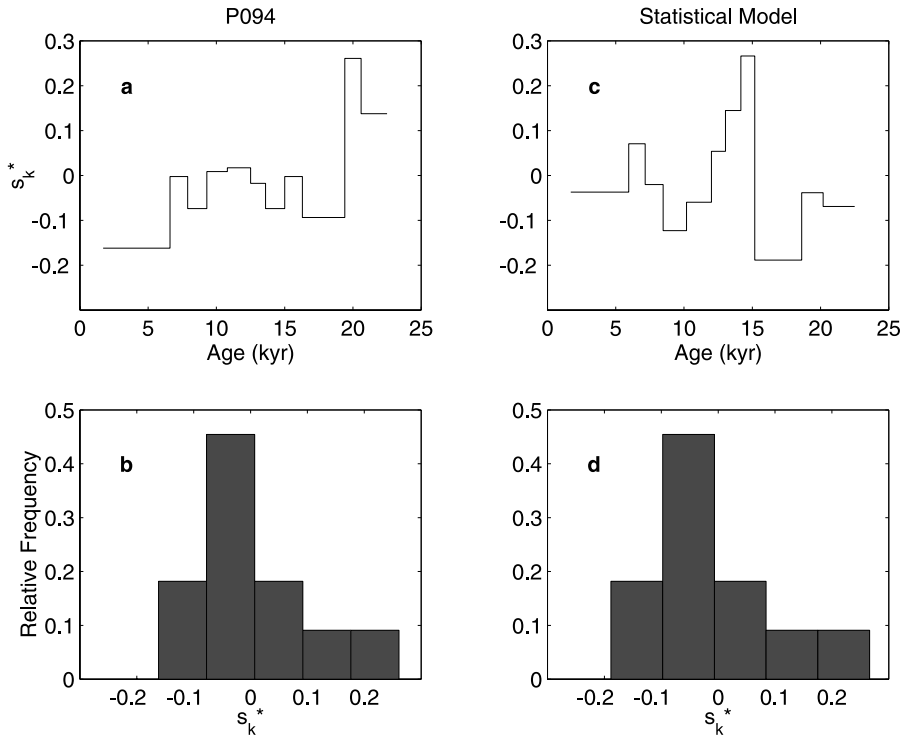 P094
Statistical Model
0.3
0.2
0.1
0
-0.1
-0.2
s_k^*
a
0 5 10 15 20 25
Age (kyr)
0.3
0.2
0.1
0
-0.1
-0.2
c
0 5 10 15 20 25
Age (kyr)
0.5
0.4
0.3
0.2
0.1
0
Relative Frequency
b
-0.2 -0.1 0 0.1 0.2
s_k^*
0.5
0.4
0.3
0.2
0.1
0
d
-0.2 -0.1 0 0.1 0.2
s_k^*